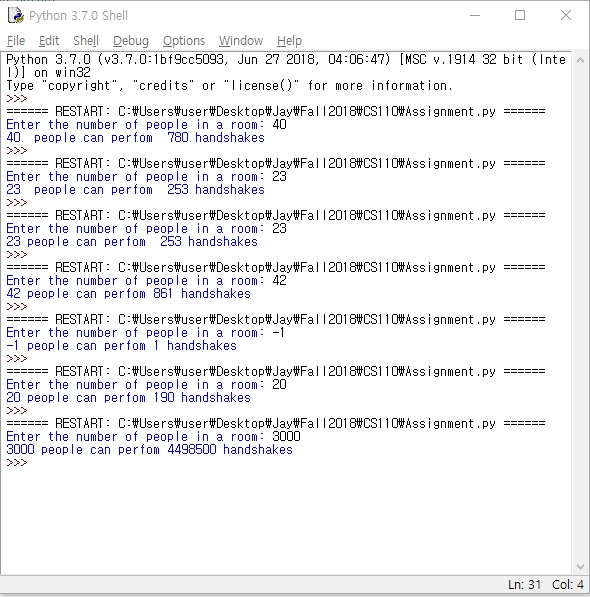 Python 3.7.0 Shell
File Edit Shell Debug Options Window Help
Python 3.7.0 (v3.7.0:1bf9cc5093, Jun 27 2018, 04:06:47) [MSC v.1914 32 bit (Inte
l)] on win32
Type "copyright", "credits" or "license()" for more information.
>>>
====== RESTART: C:₩Users₩user₩Desktop₩Jay₩Fall2018₩CS110₩Assignment.py ======
Enter the number of people in a room: 40
40  people can perfom  780 handshakes
>>>
====== RESTART: C:₩Users₩user₩Desktop₩Jay₩Fall2018₩CS110₩Assignment.py ======
Enter the number of people in a room: 23
23  people can perfom  253 handshakes
>>>
====== RESTART: C:₩Users₩user₩Desktop₩Jay₩Fall2018₩CS110₩Assignment.py ======
Enter the number of people in a room: 23
23 people can perfom  253 handshakes
>>>
====== RESTART: C:₩Users₩user₩Desktop₩Jay₩Fall2018₩CS110₩Assignment.py ======
Enter the number of people in a room: 42
42 people can perfom 861 handshakes
>>>
====== RESTART: C:₩Users₩user₩Desktop₩Jay₩Fall2018₩CS110₩Assignment.py ======
Enter the number of people in a room: -1
-1 people can perfom 1 handshakes
>>>
====== RESTART: C:₩Users₩user₩Desktop₩Jay₩Fall2018₩CS110₩Assignment.py ======
Enter the number of people in a room: 20
20 people can perfom 190 handshakes
>>>
====== RESTART: C:₩Users₩user₩Desktop₩Jay₩Fall2018₩CS110₩Assignment.py ======
Enter the number of people in a room: 3000
3000 people can perfom 4498500 handshakes
>>>
Ln: 31 Col: 4